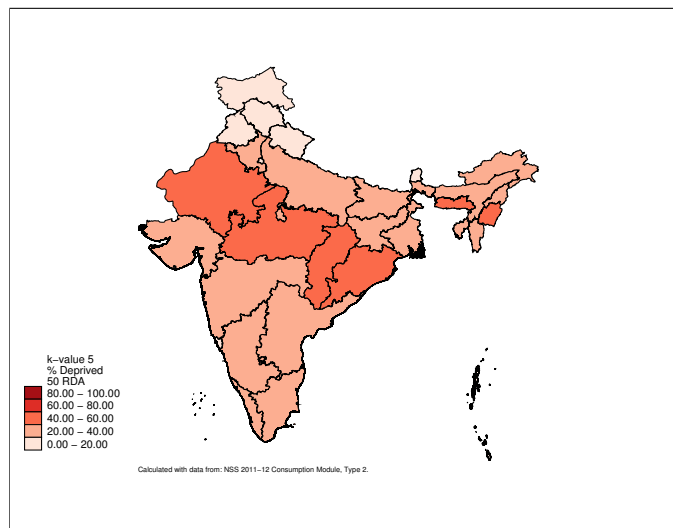 k−value 5
% Deprived
50 RDA
80.00 − 100.00
60.00 − 80.00
40.00 − 60.00
20.00 − 40.00
0.00 − 20.00
Calculated with data from: NSS 2011−12 Consumption Module, Type 2.